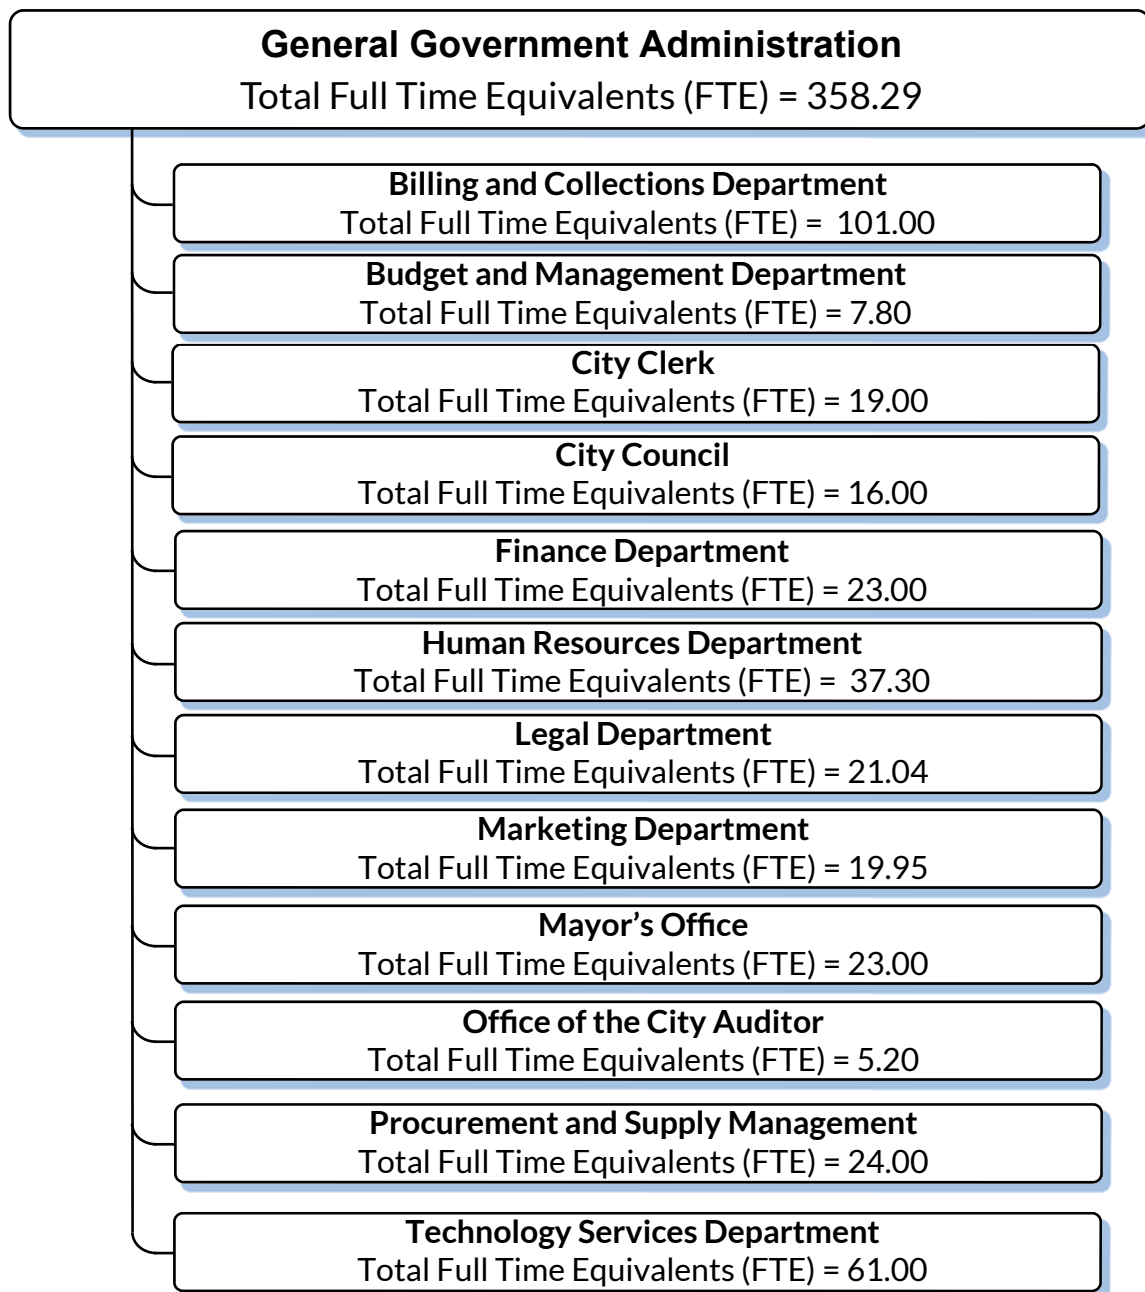 General Government Administration
Total Full Time Equivalents (FTE) = 358.29
Billing and Collections Department
Total Full Time Equivalents (FTE) = 101.00
Budget and Management Department
Total Full Time Equivalents (FTE) = 7.80
City Clerk
Total Full Time Equivalents (FTE) = 19.00
City Council
Total Full Time Equivalents (FTE) = 16.00
Finance Department
Total Full Time Equivalents (FTE) = 23.00
Human Resources Department
Total Full Time Equivalents (FTE) = 37.30
Legal Department
Total Full Time Equivalents (FTE) = 21.04
Marketing Department
Total Full Time Equivalents (FTE) = 19.95
Mayor’s Office
Total Full Time Equivalents (FTE) = 23.00
Office of the City Auditor
Total Full Time Equivalents (FTE) = 5.20
Procurement and Supply Management
Total Full Time Equivalents (FTE) = 24.00
Technology Services Department
Total Full Time Equivalents (FTE) = 61.00